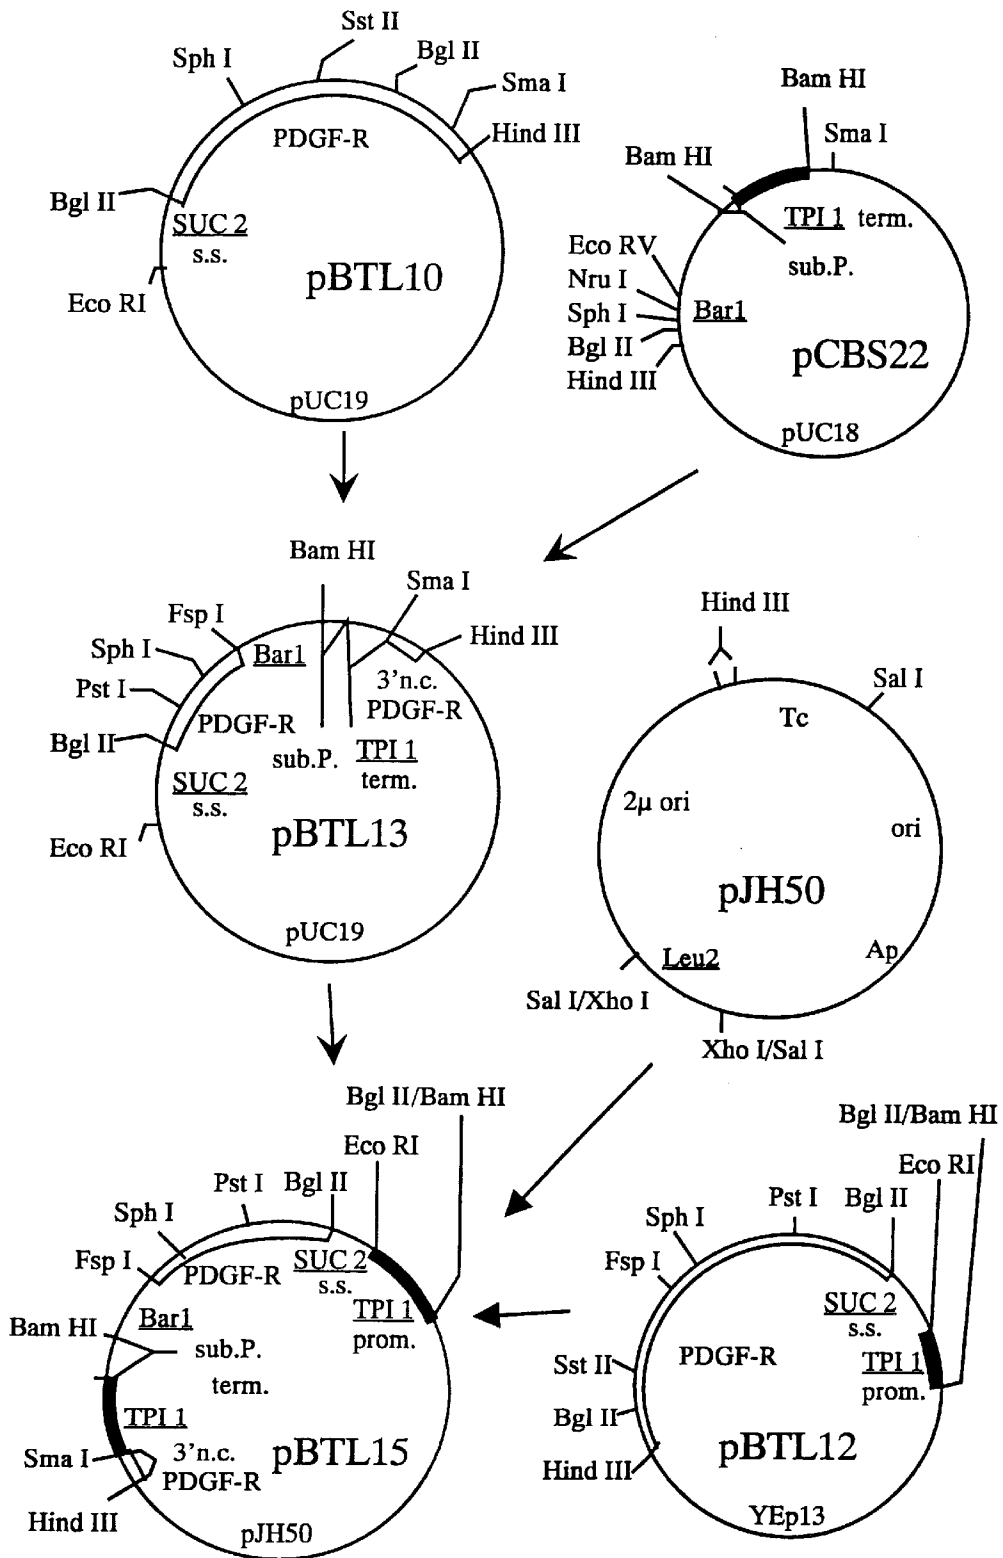 Sst II
Sph I
Bgl II
Sma I
Hind III
PDGF-R
Bgl II
SUC 2
s.s.
Eco RI
pBTL10
pUC19
Bam HI
Sma I
Bam HI
TPI 1 term.
sub.P.
Eco RV
Nru I
Sph I
Bgl II
Hind III
Bar1
pCBS22
pUC18
Bam HI
Sma I
Fsp I
Hind III
Sph I
Bar1
Pst I
3'n.c.
PDGF-R
PDGF-R
Bgl II
sub.P.
TPI 1
term.
SUC 2
s.s.
Eco RI
pBTL13
pUC19
Hind III
Sal I
Tc
2μ ori
ori
pJH50
Ap
Leu2
Sal I/Xho I
Xho I/Sal I
Bgl II/Bam HI
Eco RI
Pst I
Bgl II
Sph I
Fsp I
PDGF-R
SUC 2
s.s.
TPI 1
prom.
Bar1
Bam HI
sub.P.
term.
TPI 1
Sma I
3'n.c.
PDGF-R
Hind III
pBTL15
pJH50
Bgl II/Bam HI
Eco RI
Pst I
Bgl II
Sph I
Fsp I
SUC 2
s.s.
TPI 1
prom.
PDGF-R
Sst II
Bgl II
Hind III
pBTL12
YEp13